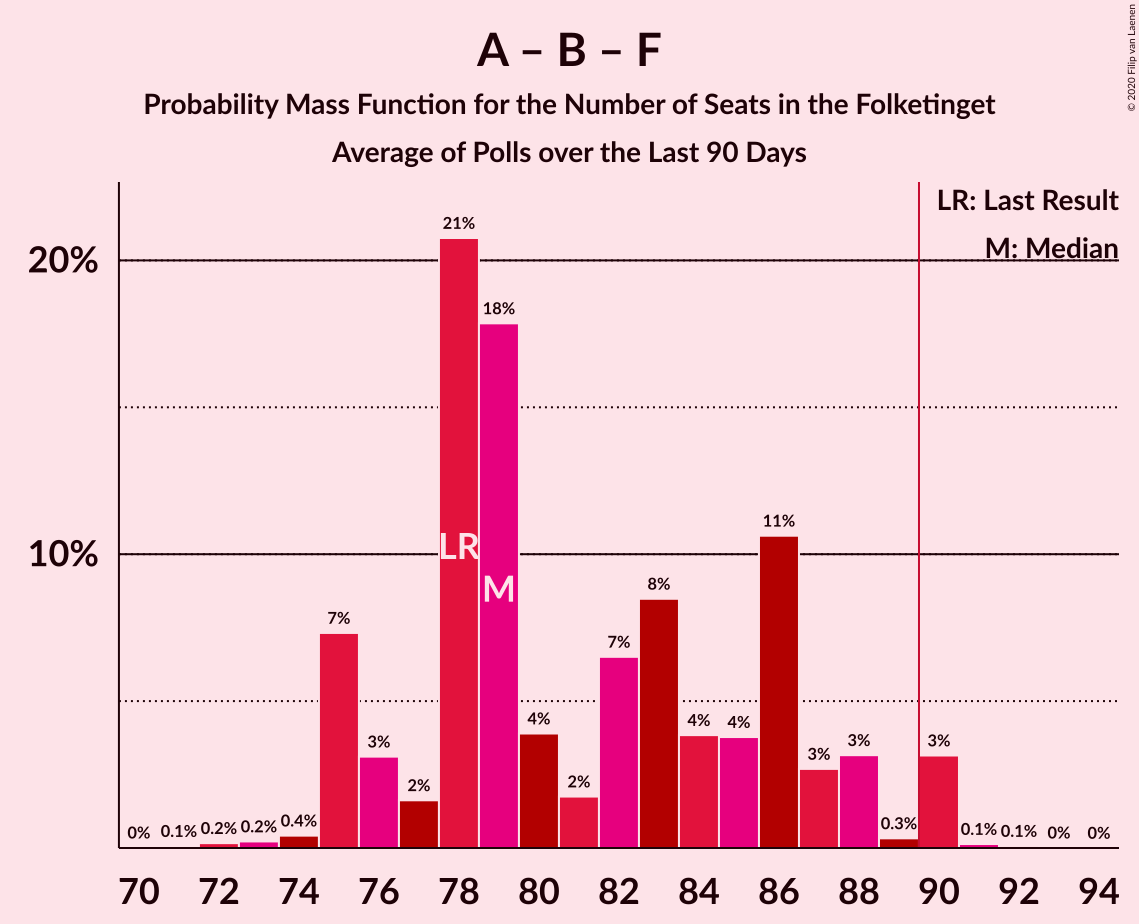 A – B – F
Probability Mass Function for the Number of Seats in the Folketinget
Average of Polls over the Last 90 Days
© 2020 Filip van Laenen
LR: Last Result
M: Median
20%
10%
0% 0.1% 0.2% 0.2% 0.4% 7% 3% 2% 21% 18% 4% 2% 7% 8% 4% 4% 11% 3% 3% 0.3% 3% 0.1% 0.1% 0% 0%
LR
M
70 72 74 76 78 80 82 84 86 88 90 92 94